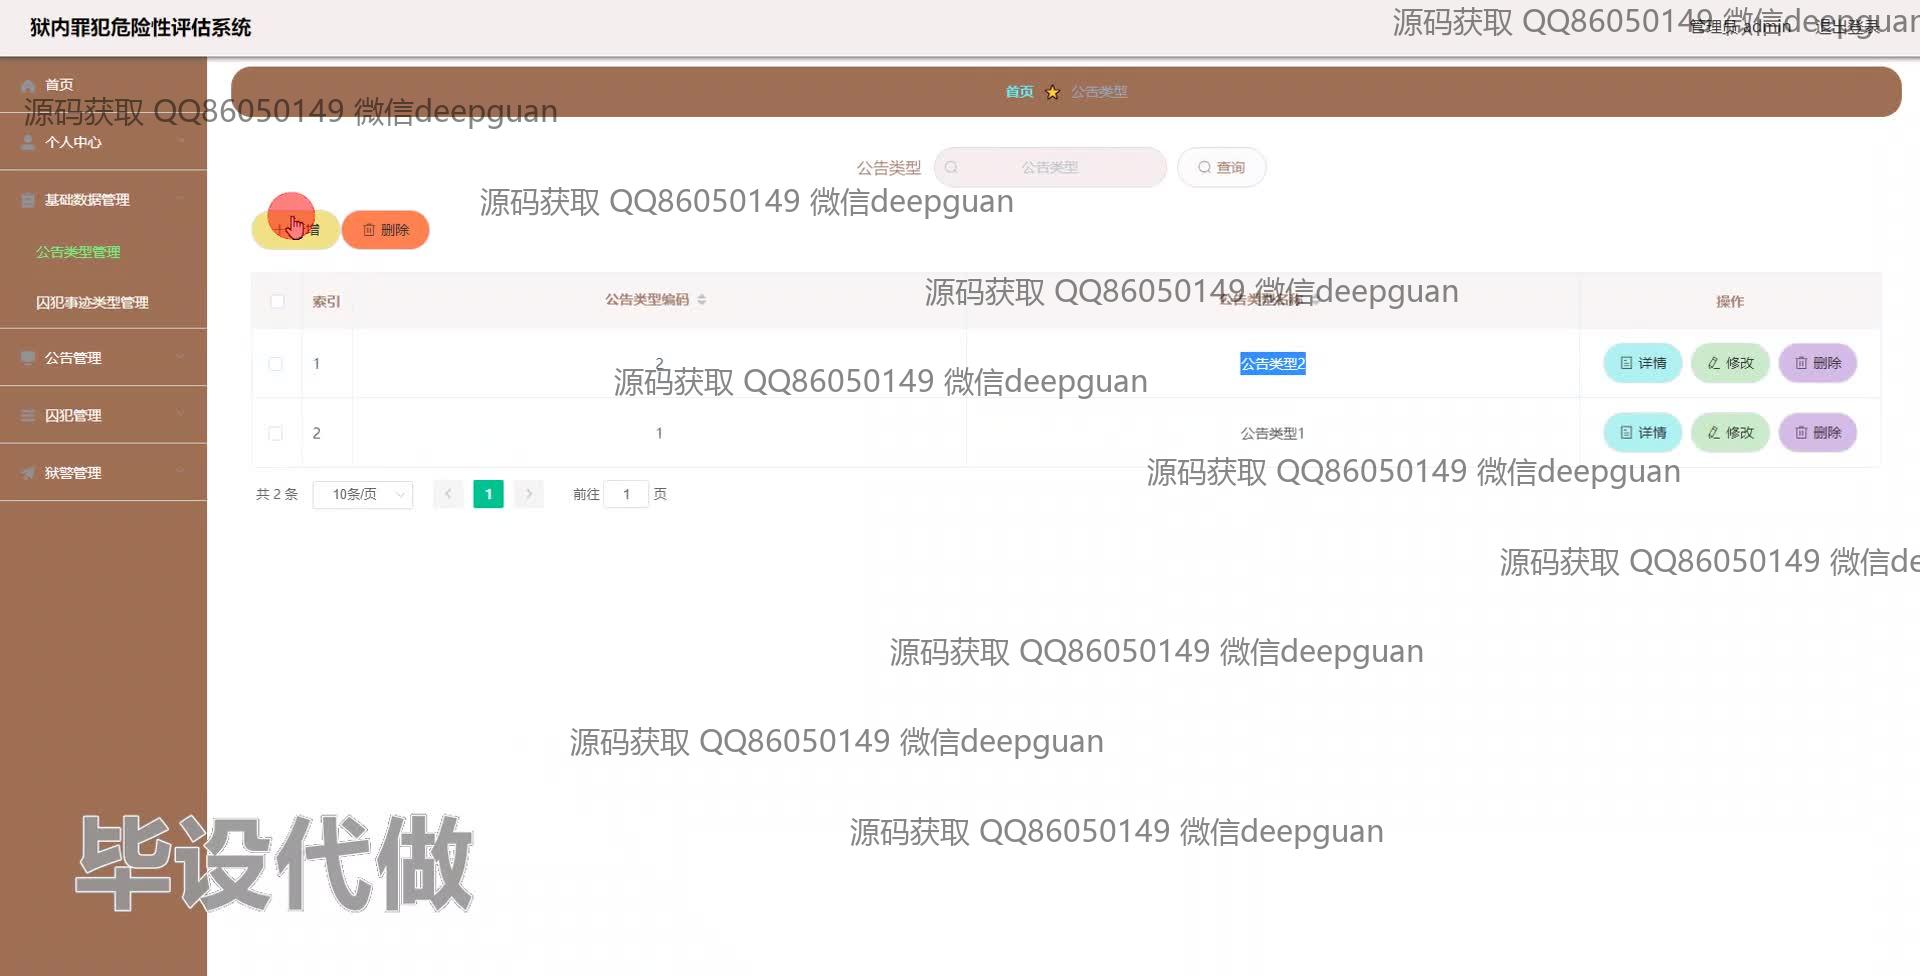 狱内罪犯危险性评估系统
源码获取 QQ86050149 微信deepguan
管理员 admin
退出登录
首页
源码获取 QQ86050149 微信deepguan
个人中心
基础数据管理
公告类型管理
囚犯事迹类型管理
公告管理
囚犯管理
狱警管理
首页 公告类型
公告类型 公告类型 查询
源码获取 QQ86050149 微信deepguan
增 删除
源码获取 QQ86050149 微信deepguan
索引 公告类型编码 公告类型名称 操作
1 2 公告类型2 详情 修改 删除
源码获取 QQ86050149 微信deepguan
2 1 公告类型1 详情 修改 删除
源码获取 QQ86050149 微信deepguan
共 2 条 10条/页 1 前往 1 页
源码获取 QQ86050149 微信de
源码获取 QQ86050149 微信deepguan
源码获取 QQ86050149 微信deepguan
源码获取 QQ86050149 微信deepguan
毕设代做